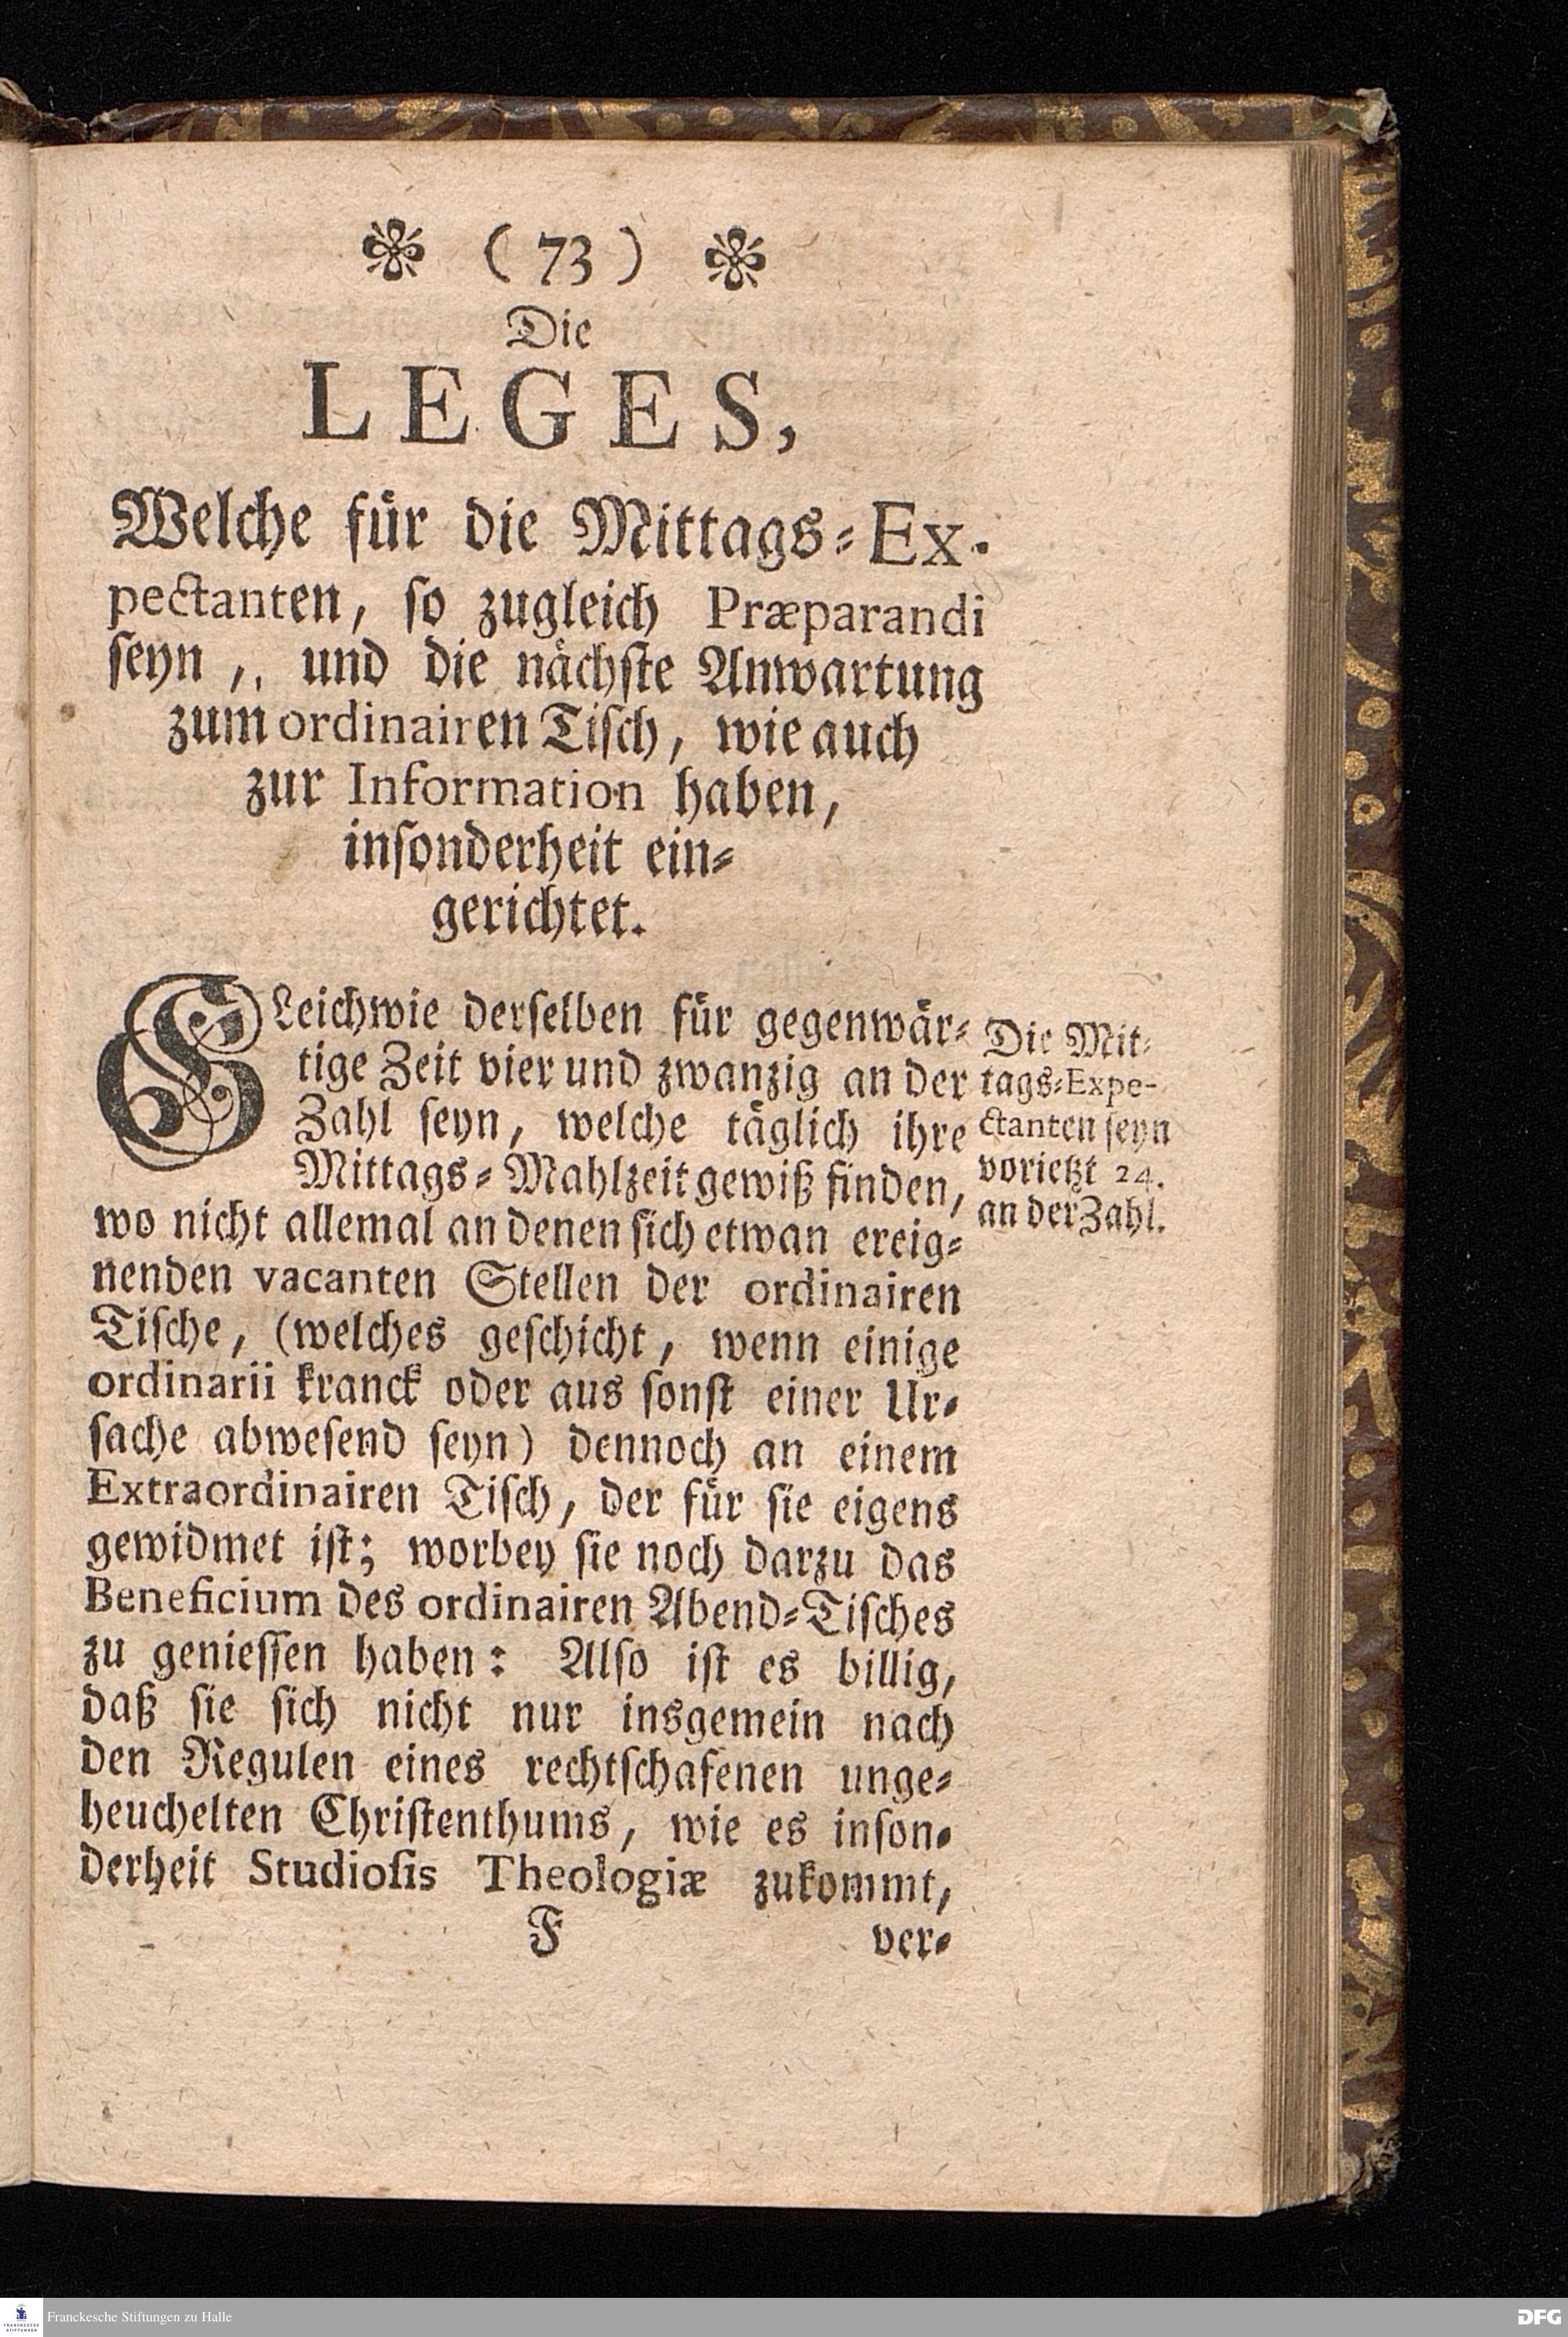 ❀ ( 73 ) ❀
Die
LEGES,
Welche für die Mittags-Ex-
pectanten, so zugleich Præparandi
seyn ,, und die nächste Anwartung
zum ordinairen Tisch, wie auch
zur Information haben,
insonderheit ein-
gerichtet.
GLeichwie derselben für gegenwär-
tige Zeit vier und zwanzig an der
Zahl seyn, welche täglich ihre
Mittags-Mahlzeit gewiß finden,
wo nicht allemal an denen sich etwan ereig-
nenden vacanten Stellen der ordinairen
Tische, (welches geschicht, wenn einige
ordinarii kranck oder aus sonst einer Ur-
sache abwesend seyn) dennoch an einem
Extraordinairen Tisch, der für sie eigens
gewidmet ist; worbey sie noch darzu das
Beneficium des ordinairen Abend-Tisches
zu geniessen haben: Also ist es billig,
daß sie sich nicht nur insgemein nach
den Regulen eines rechtschafenen unge-
heuchelten Christenthums, wie es inson-
derheit Studiosis Theologiæ zukommt,
F ver-
Die Mit-
tags-Expe-
ctanten seyn
vorietzt 24.
an der Zahl.
FRANCKESCHE
STIFTUNGEN
Franckesche Stiftungen zu Halle
DFG